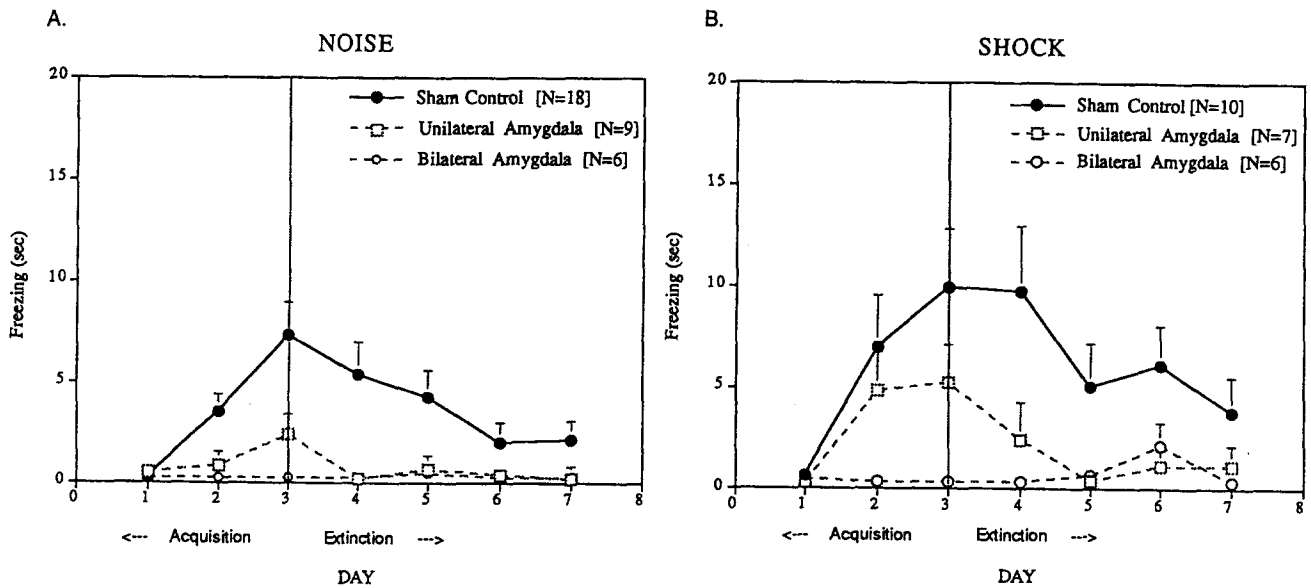 A.
NOISE
20
15
10
5
0
Freezing (sec)
Sham Control [N=18]
Unilateral Amygdala [N=9]
Bilateral Amygdala [N=6]
0 1 2 3 4 5 6 7 8
<--- Acquisition Extinction --->
DAY
B.
SHOCK
20
15
10
5
0
Freezing (sec)
Sham Control [N=10]
Unilateral Amygdala [N=7]
Bilateral Amygdala [N=6]
0 1 2 3 4 5 6 7 8
<--- Acquisition Extinction --->
DAY